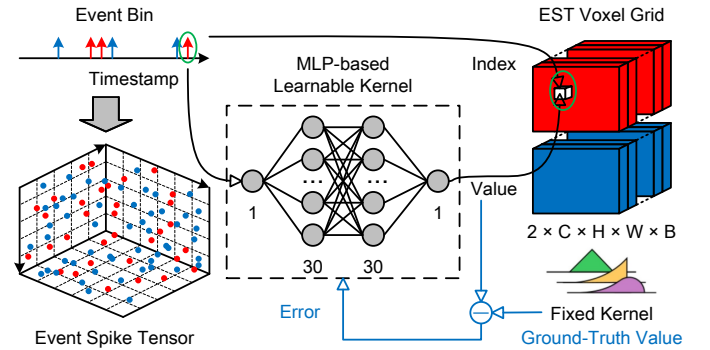 Event Bin
EST Voxel Grid
Timestamp
MLP-based
Learnable Kernel
Index
... ...
1
1
Value
30 30
2 × C × H × W × B
Error
Fixed Kernel
Event Spike Tensor
Ground-Truth Value